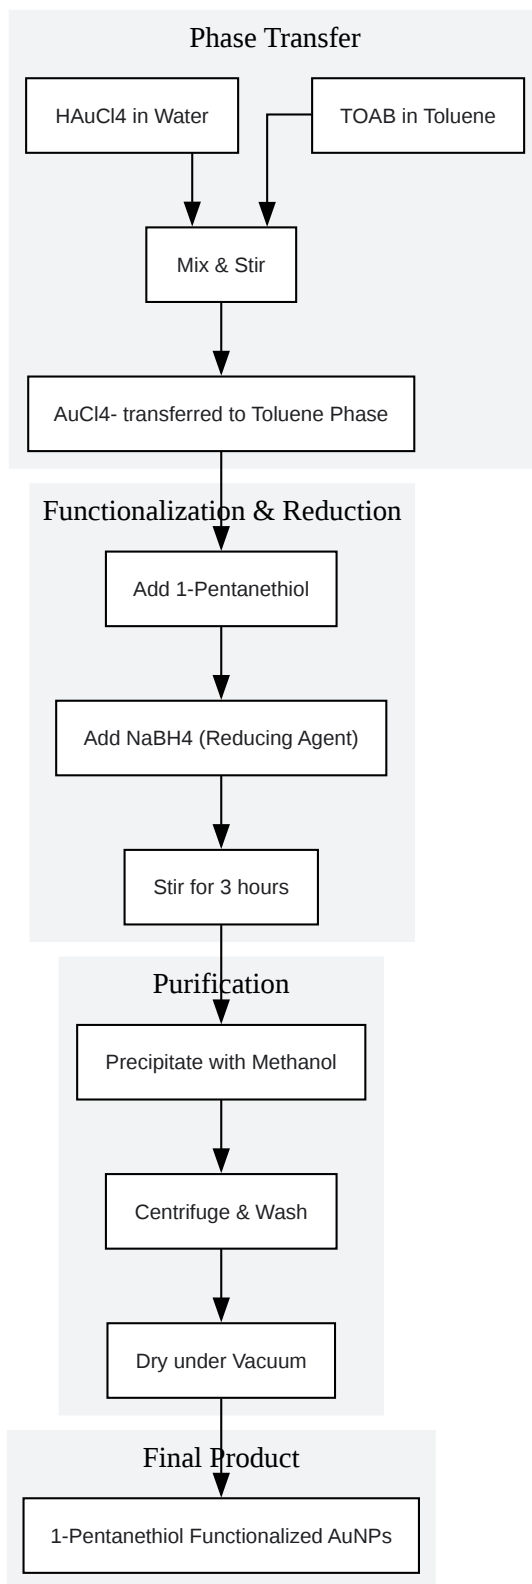 Phase Transfer
HAuCl4 in Water
TOAB in Toluene
Mix & Stir
AuCl4- transferred to Toluene Phase
Functionalization & Reduction
Add 1-Pentanethiol
Add NaBH4 (Reducing Agent)
Stir for 3 hours
Purification
Precipitate with Methanol
Centrifuge & Wash
Dry under Vacuum
Final Product
1-Pentanethiol Functionalized AuNPs